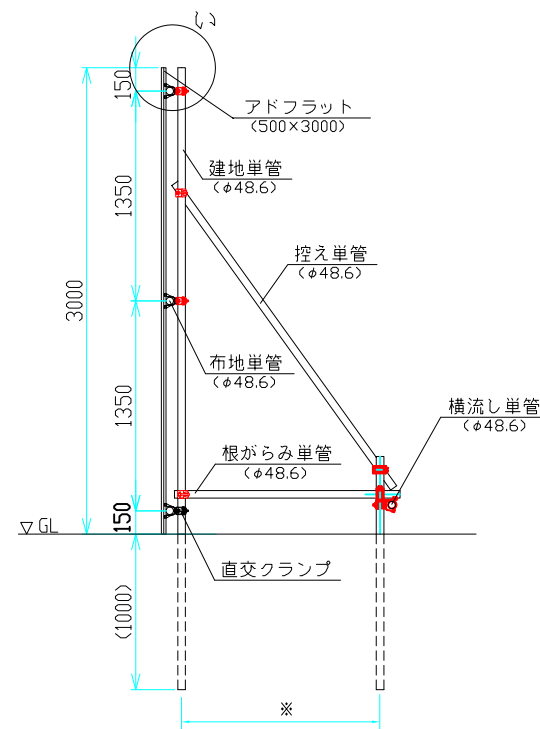 い
150
アドフラット
(500×3000)
建地単管
(φ48.6)
1350
控え単管
(φ48.6)
3000
布地単管
(φ48.6)
1350
横流し単管
(φ48.6)
根がらみ単管
(φ48.6)
150
▽GL
直交クランプ
(1000)
※